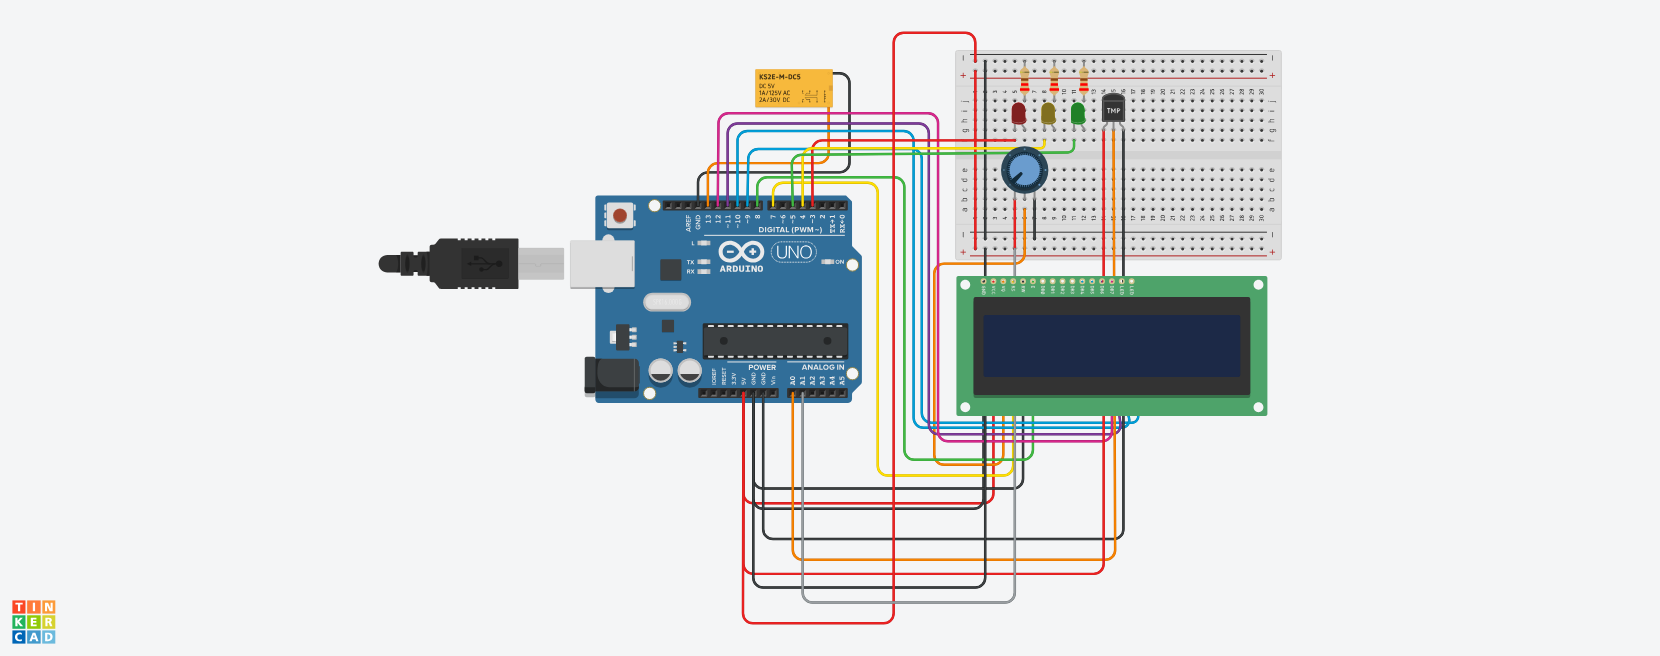 KS2E-M-DC5
DC 5V
1A/125V AC
2A/30V DC
AREF
GND
13
12
~11
~10
~9
8
7
~6
~5
4
~3
2
TX→1
RX←0
DIGITAL (PWM~)
L
TX
RX
ARDUINO
UNO
ON
POWER
ANALOG IN
IOREF
RESET
3.3V
5V
GND
GND
Vin
A0
A1
A2
A3
A4
A5
TMP
TIN
KER
CAD